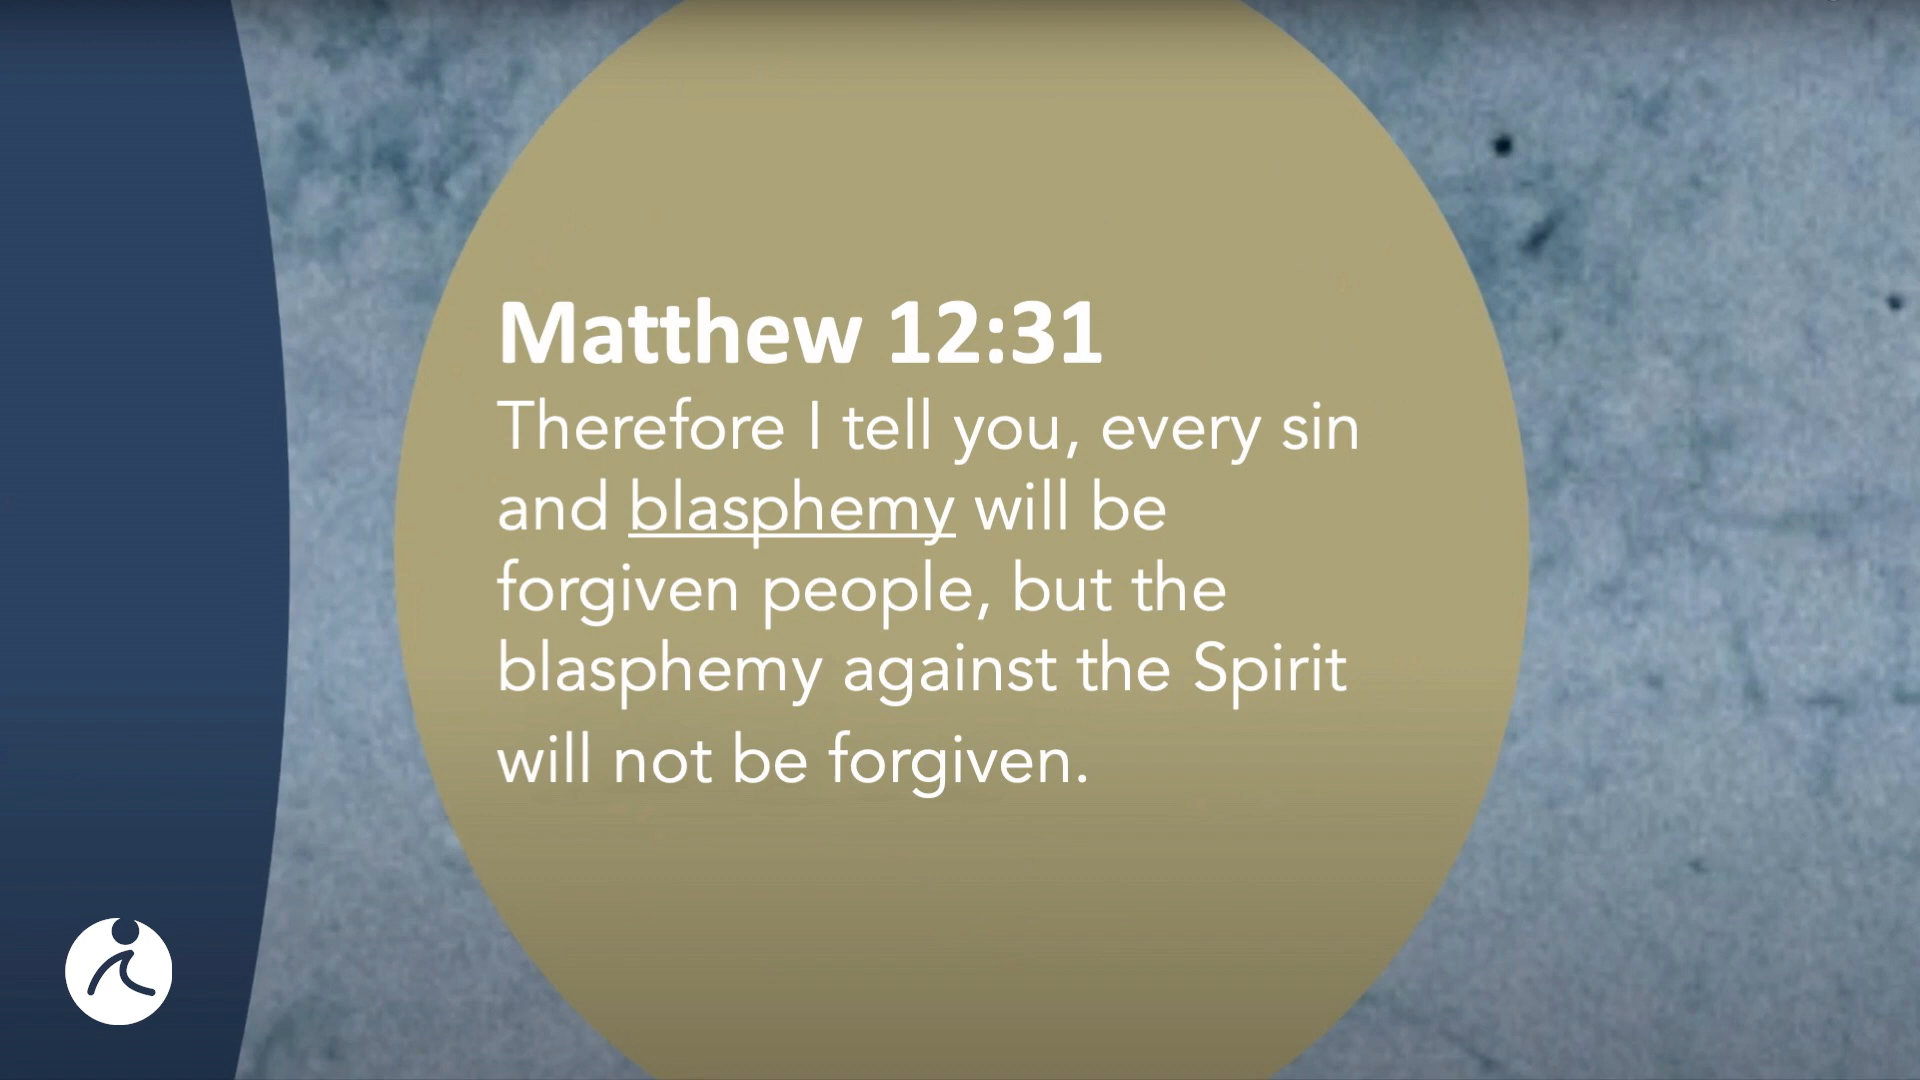 Matthew 12:31
Therefore I tell you, every sin
and blasphemy will be
forgiven people, but the
blasphemy against the Spirit
will not be forgiven.